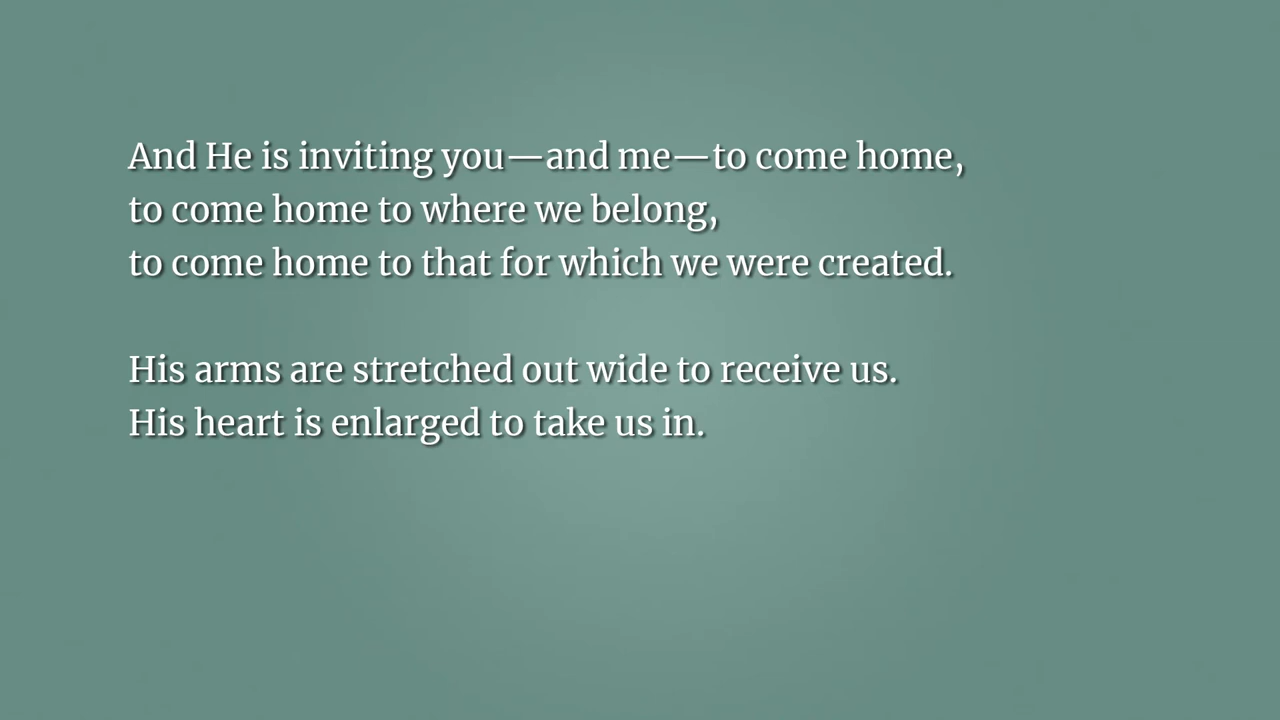 And He is inviting you—and me—to come home,
to come home to where we belong,
to come home to that for which we were created.
His arms are stretched out wide to receive us.
His heart is enlarged to take us in.